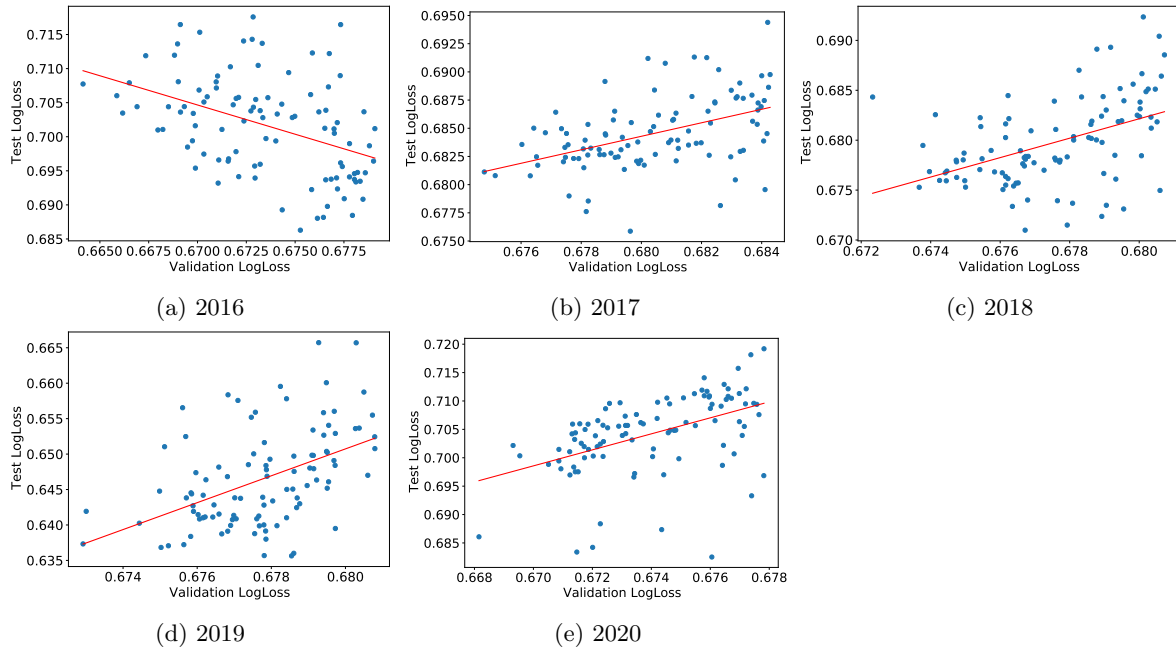 0.715
0.710
0.705
0.700
0.695
0.690
0.685
Test LogLoss
0.6650 0.6675 0.6700 0.6725 0.6750 0.6775
Validation LogLoss
(a) 2016
0.6950
0.6925
0.6900
0.6875
0.6850
0.6825
0.6800
0.6775
0.6750
Test LogLoss
0.676 0.678 0.680 0.682 0.684
Validation LogLoss
(b) 2017
0.690
0.685
0.680
0.675
0.670
Test LogLoss
0.672 0.674 0.676 0.678 0.680
Validation LogLoss
(c) 2018
0.665
0.660
0.655
0.650
0.645
0.640
0.635
Test LogLoss
0.674 0.676 0.678 0.680
Validation LogLoss
(d) 2019
0.720
0.715
0.710
0.705
0.700
0.695
0.690
0.685
Test LogLoss
0.668 0.670 0.672 0.674 0.676 0.678
Validation LogLoss
(e) 2020